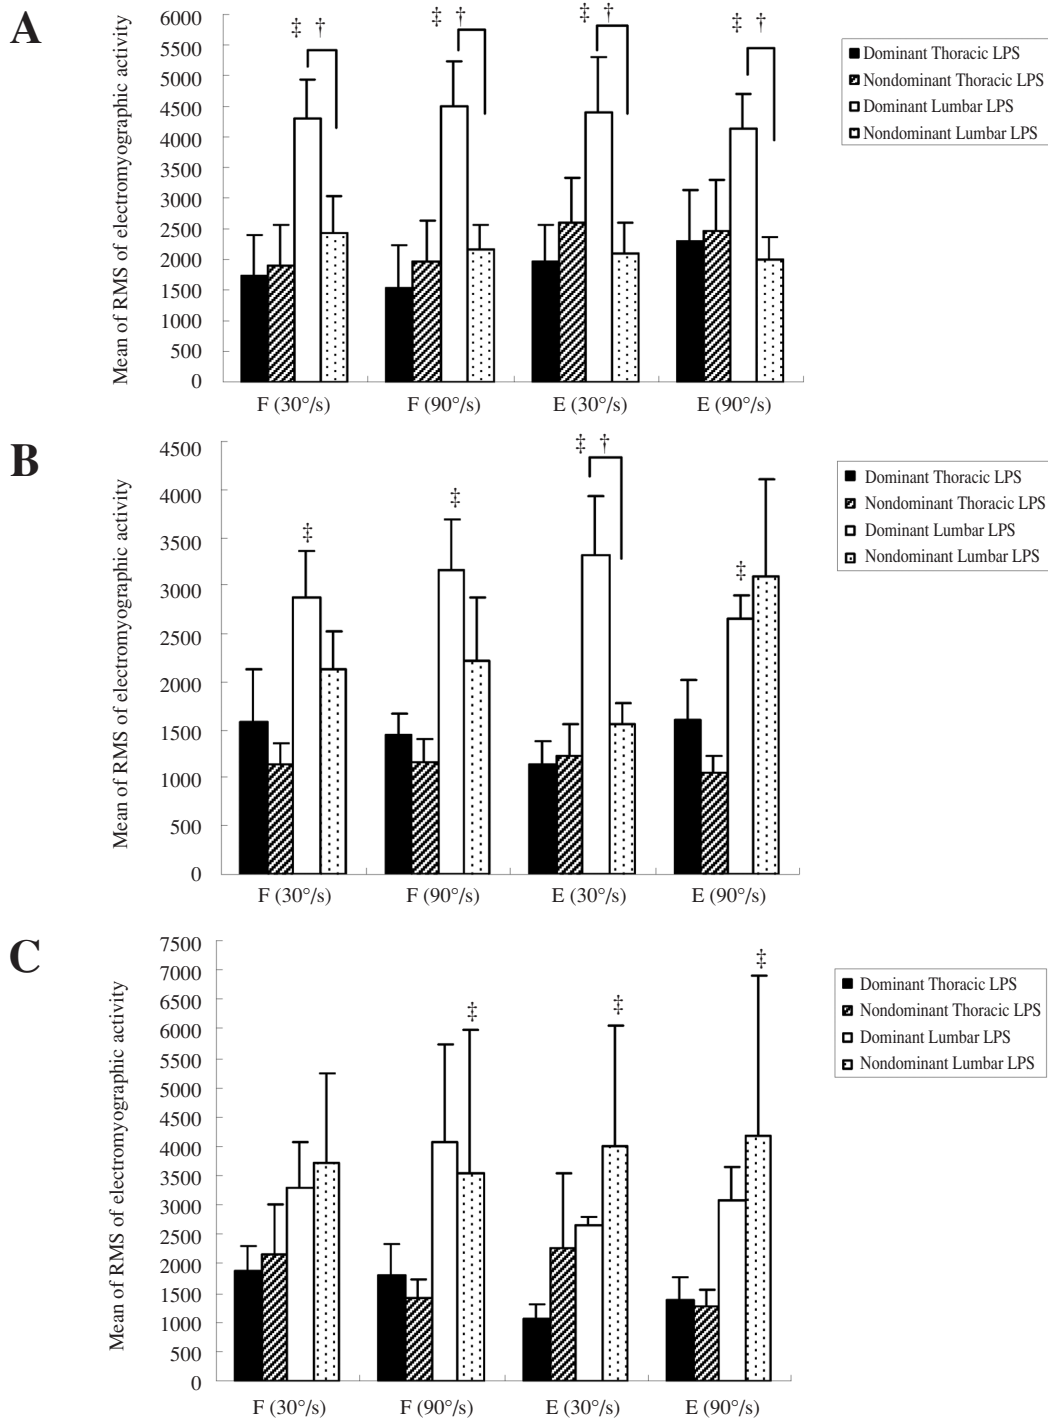 A
Mean of RMS of electromyographic activity
6000
5500
5000
4500
4000
3500
3000
2500
2000
1500
1000
500
0
‡ †
‡ †
‡ †
‡ †
F (30°/s)
F (90°/s)
E (30°/s)
E (90°/s)
Dominant Thoracic LPS
Nondominant Thoracic LPS
Dominant Lumbar LPS
Nondominant Lumbar LPS
B
Mean of RMS of electromyographic activity
4500
4000
3500
3000
2500
2000
1500
1000
500
0
‡
‡
‡ †
‡
F (30°/s)
F (90°/s)
E (30°/s)
E (90°/s)
Dominant Thoracic LPS
Nondominant Thoracic LPS
Dominant Lumbar LPS
Nondominant Lumbar LPS
C
Mean of RMS of electromyographic activity
7500
7000
6500
6000
5500
5000
4500
4000
3500
3000
2500
2000
1500
1000
500
0
‡
‡
‡
F (30°/s)
F (90°/s)
E (30°/s)
E (90°/s)
Dominant Thoracic LPS
Nondominant Thoracic LPS
Dominant Lumbar LPS
Nondominant Lumbar LPS